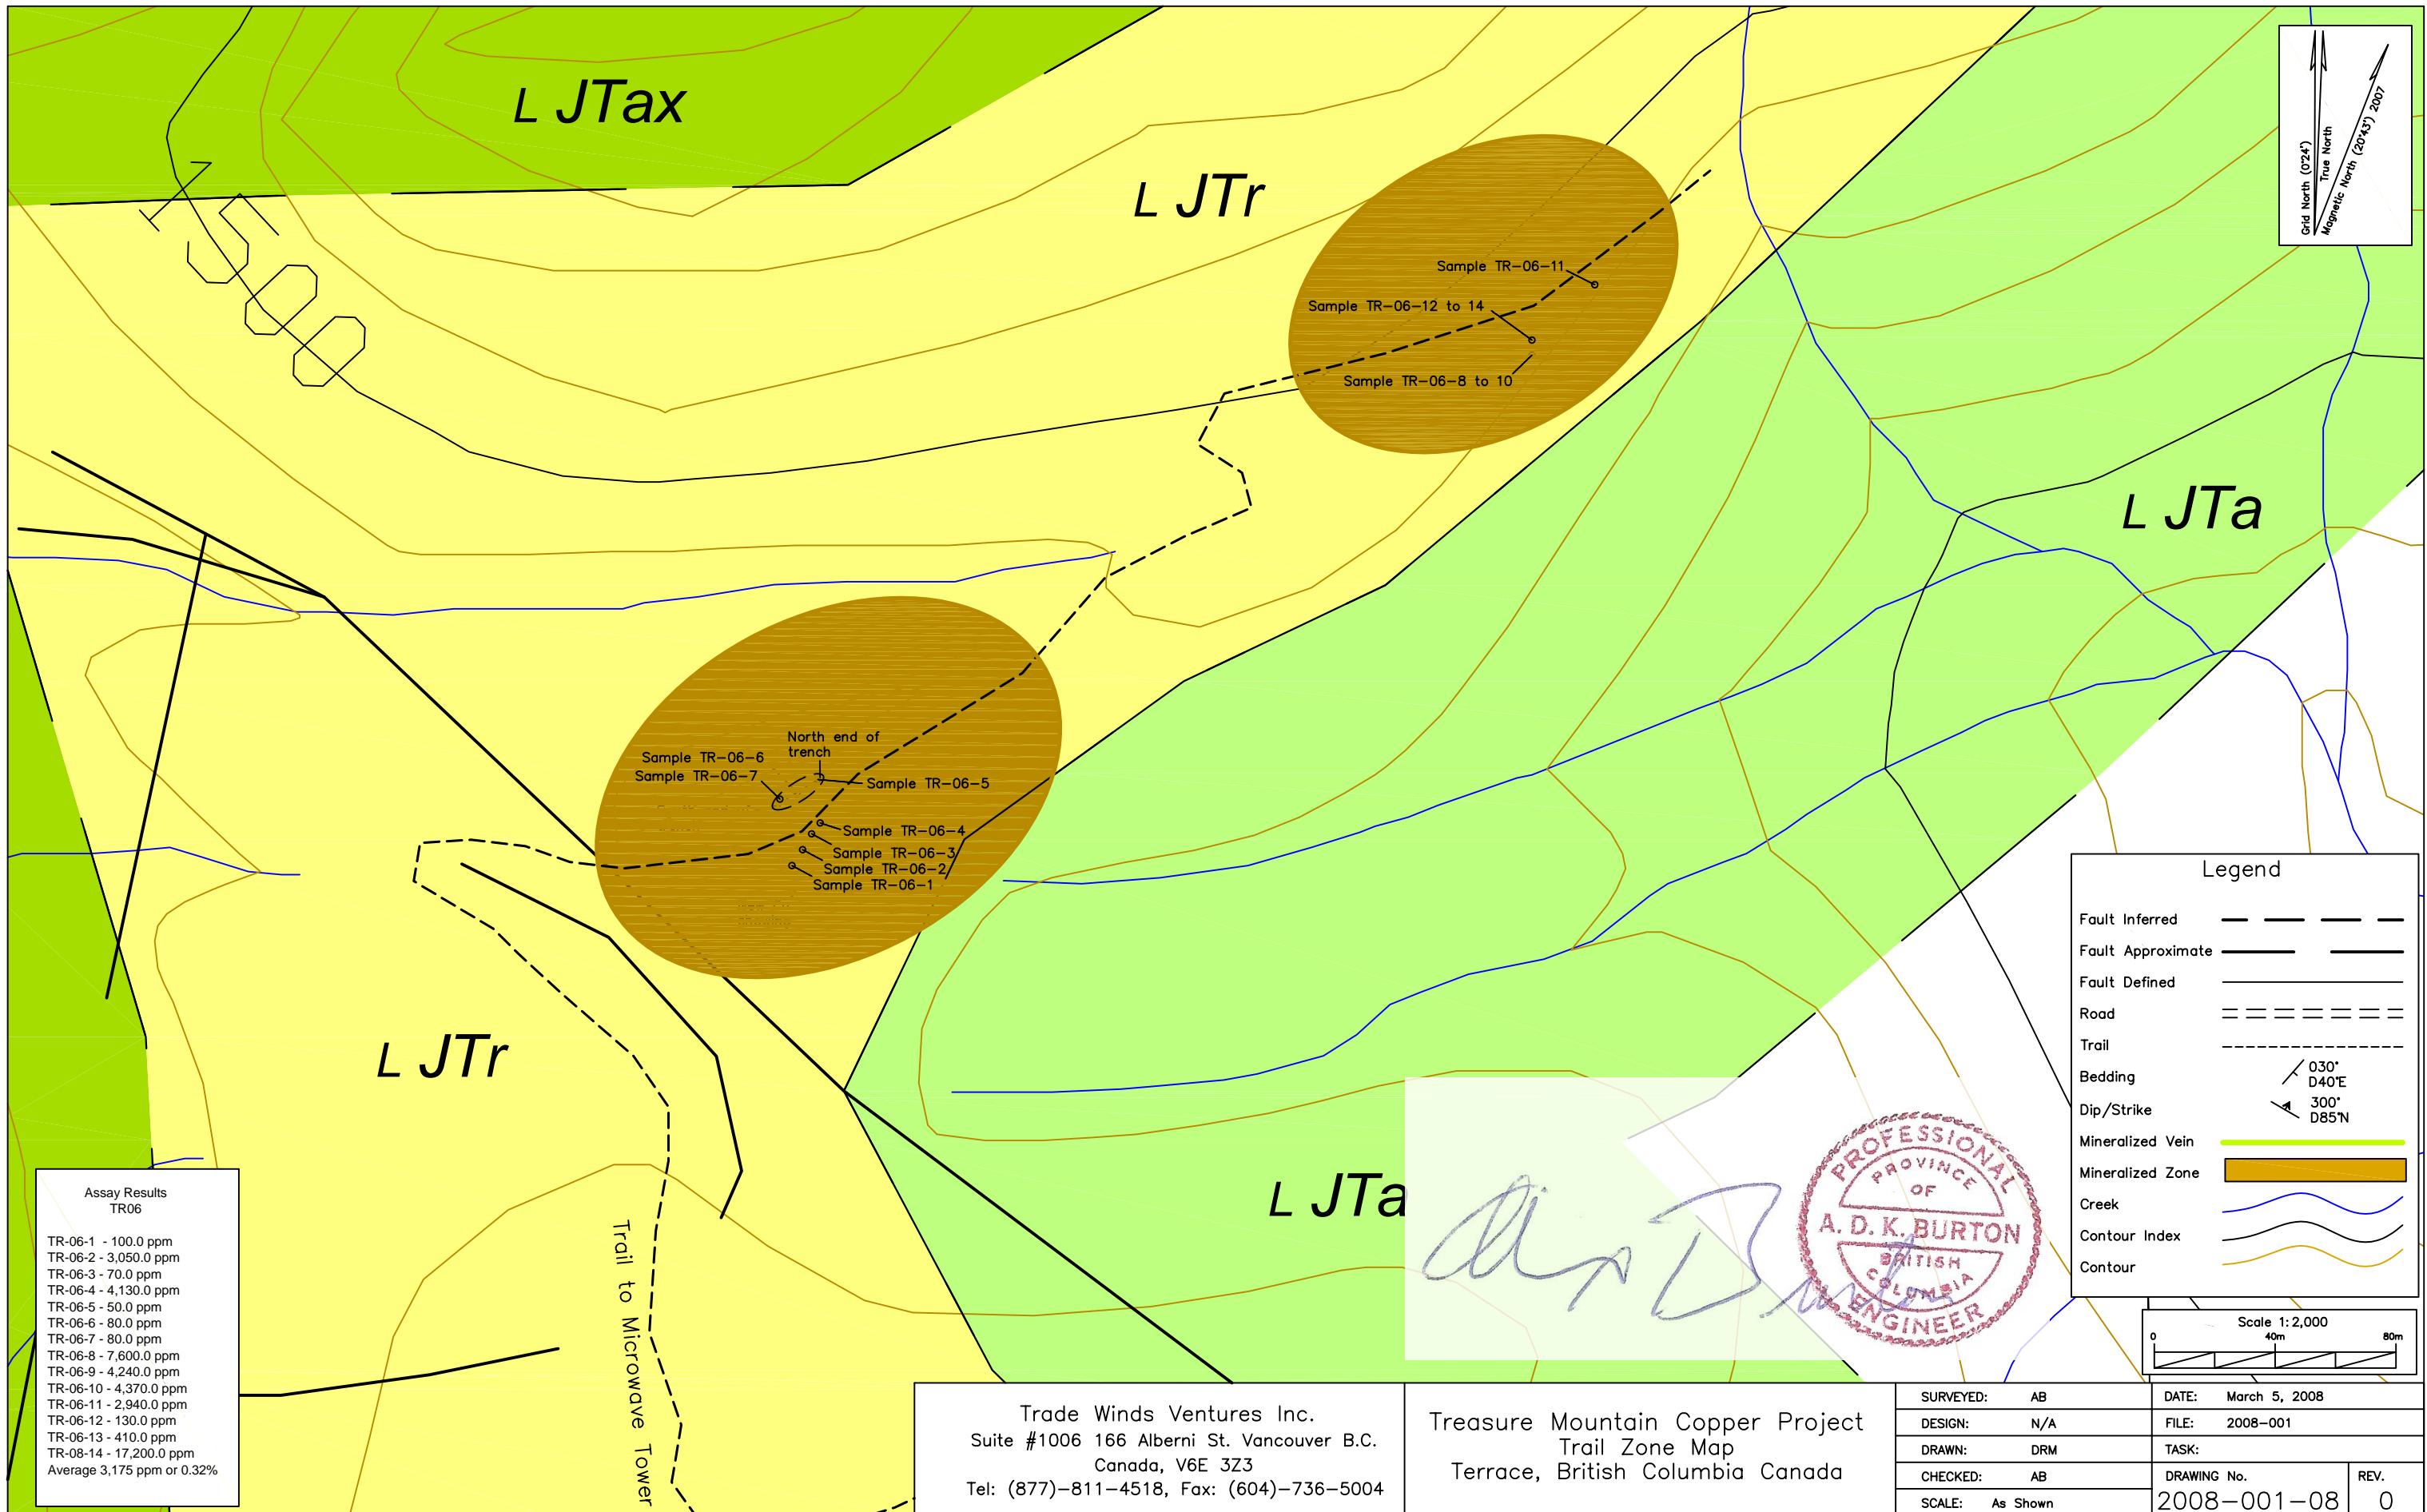 L JTax
L JTr
1500
Grid North (0°24')
True North
Magnetic North (20°43') 2007
Sample TR-06-11
Sample TR-06-12 to 14
Sample TR-06-8 to 10
L JTa
North end of
trench
Sample TR-06-6
Sample TR-06-7
Sample TR-06-5
Sample TR-06-4
Sample TR-06-3
Sample TR-06-2
Sample TR-06-1
L JTr
L JTa
Trail to Microwave Tower
Legend
Fault Inferred
Fault Approximate
Fault Defined
Road
Trail
Bedding 030°
D40°E
Dip/Strike 300°
D85°N
Mineralized Vein
Mineralized Zone
Creek
Contour Index
Contour
Scale 1:2,000
0 40m 80m
PROFESSIONAL
PROVINCE
OF
A. D. K. BURTON
BRITISH
COLUMBIA
ENGINEER
Assay Results
TR06
TR-06-1 - 100.0 ppm
TR-06-2 - 3,050.0 ppm
TR-06-3 - 70.0 ppm
TR-06-4 - 4,130.0 ppm
TR-06-5 - 50.0 ppm
TR-06-6 - 80.0 ppm
TR-06-7 - 80.0 ppm
TR-06-8 - 7,600.0 ppm
TR-06-9 - 4,240.0 ppm
TR-06-10 - 4,370.0 ppm
TR-06-11 - 2,940.0 ppm
TR-06-12 - 130.0 ppm
TR-06-13 - 410.0 ppm
TR-08-14 - 17,200.0 ppm
Average 3,175 ppm or 0.32%
Trade Winds Ventures Inc.
Suite #1006 166 Alberni St. Vancouver B.C.
Canada, V6E 3Z3
Tel: (877)-811-4518, Fax: (604)-736-5004
Treasure Mountain Copper Project
Trail Zone Map
Terrace, British Columbia Canada
SURVEYED: AB
DESIGN: N/A
DRAWN: DRM
CHECKED: AB
SCALE: As Shown
DATE: March 5, 2008
FILE: 2008-001
TASK:
DRAWING No.
2008-001-08
REV.
0